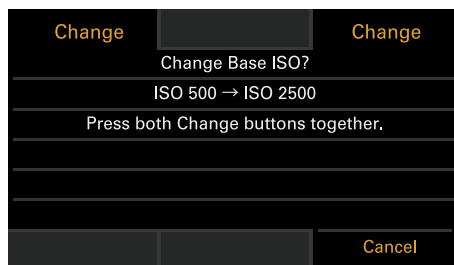 Change Change
Change Base ISO?
ISO 500 → ISO 2500
Press both Change buttons together.
Cancel